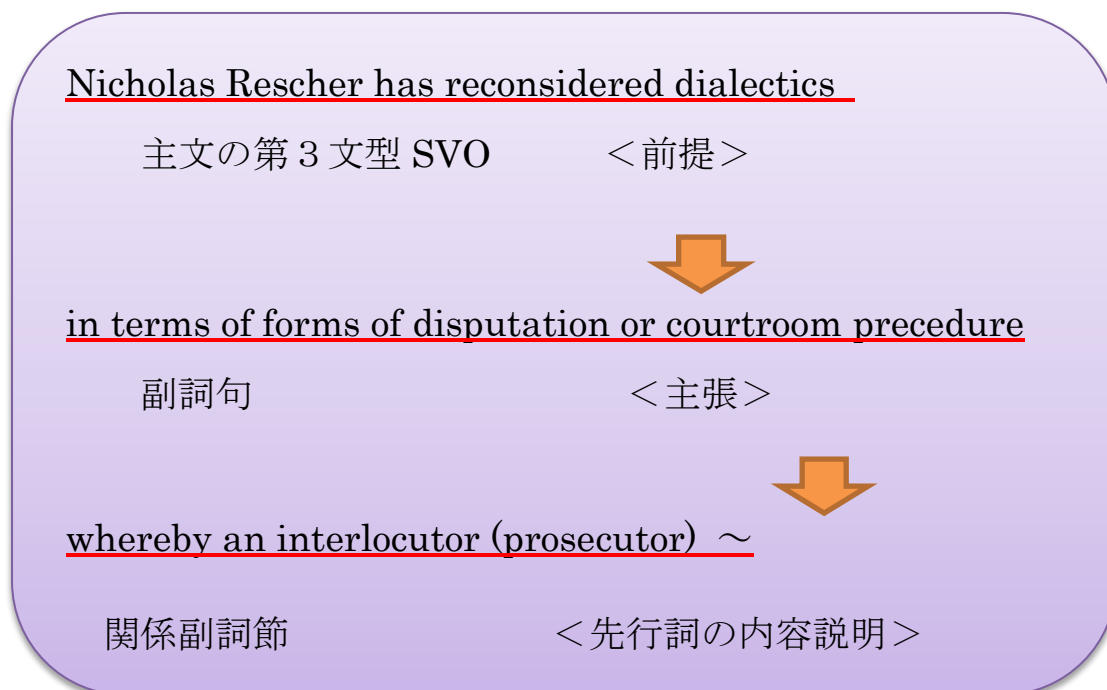 Nicholas Rescher has reconsidered dialectics
主文の第３文型 SVO　　　＜前提＞
in terms of forms of disputation or courtroom precedure
副詞句　　　＜主張＞
whereby an interlocutor (prosecutor) ～
関係副詞節　　　＜先行詞の内容説明＞